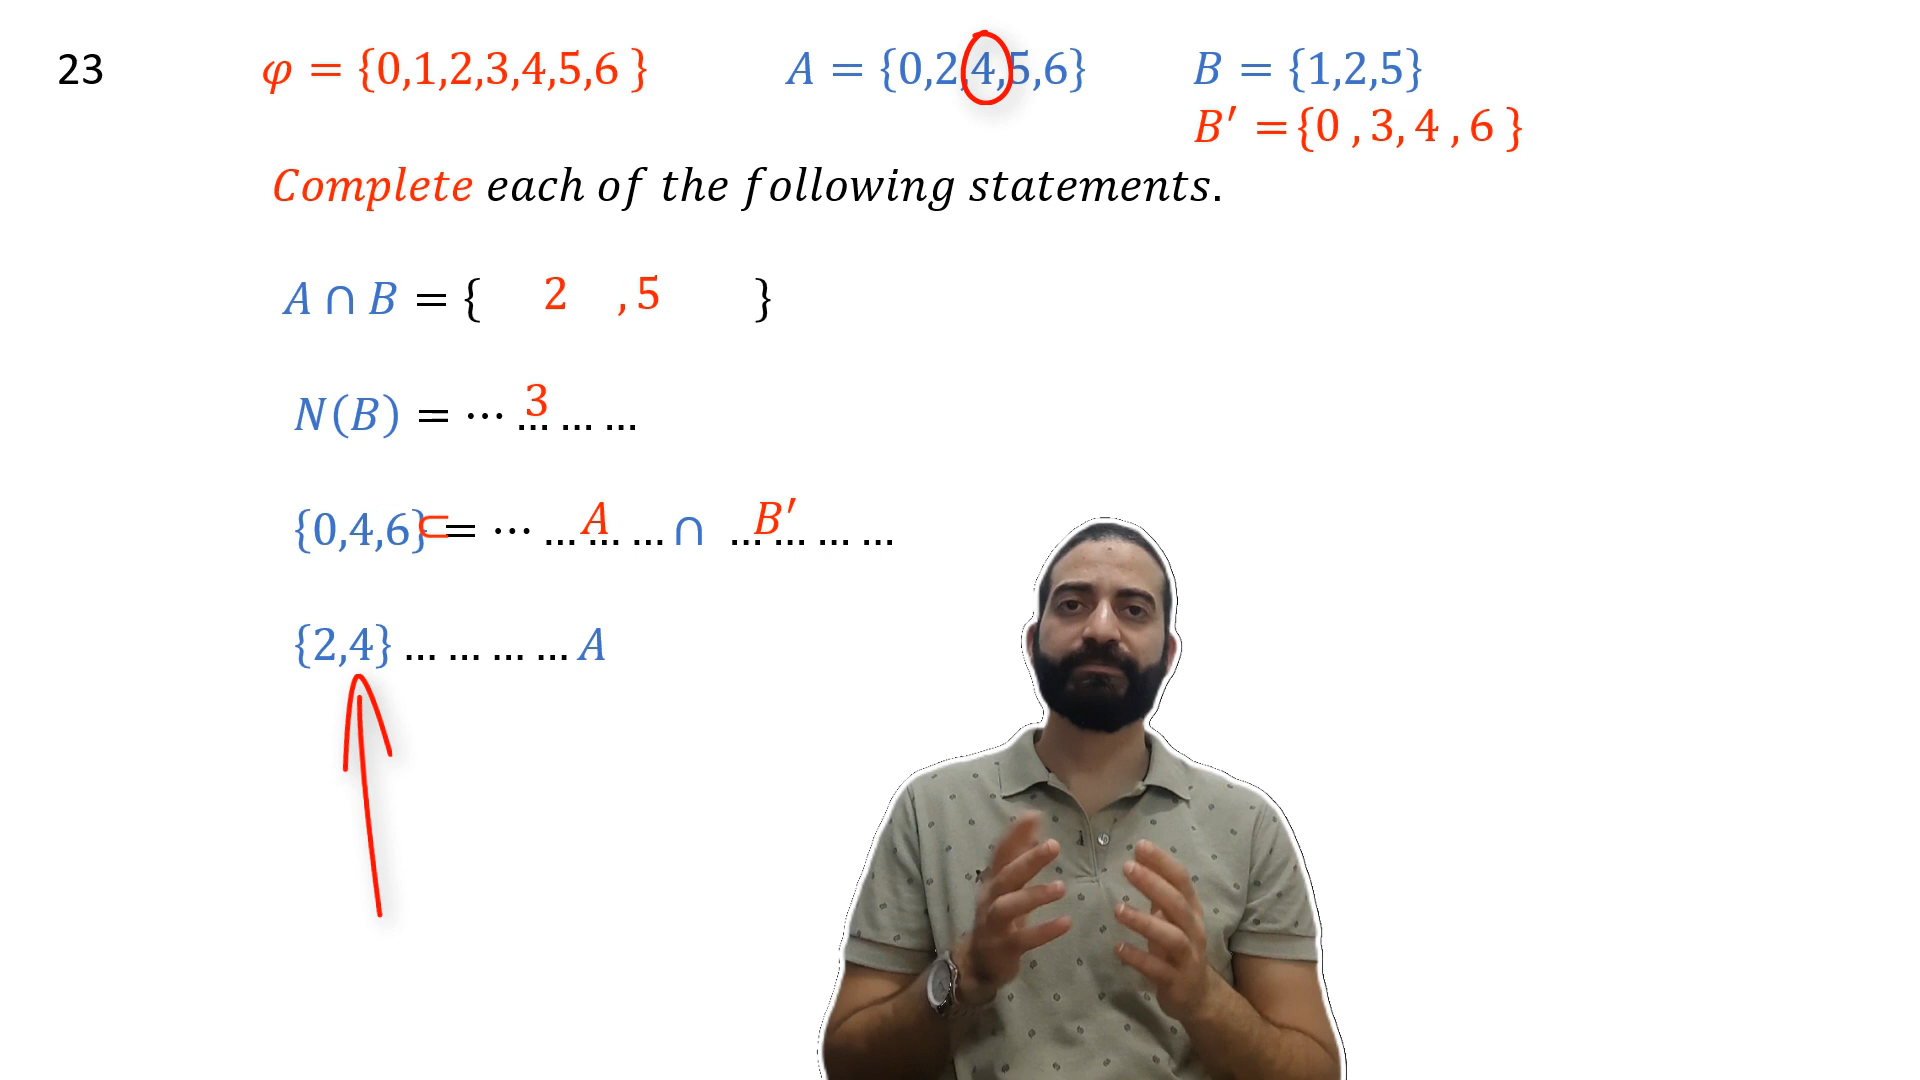 23 φ = {0,1,2,3,4,5,6 } A = {0,2,4,5,6} B = {1,2,5}
B′ = {0 , 3, 4 , 6 }
Complete each of the following statements.
A ∩ B = { 2 , 5 }
N(B) = ⋯ 3 ... ... ...
{0,4,6} ⊂ = ⋯ ... A ... ... ∩ B′ ... ... ... ...
{2,4} ... ... ... ... A